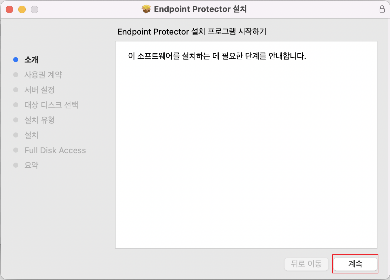 Endpoint Protector 설치
Endpoint Protector 설치 프로그램 시작하기
소개
사용권 계약
서버 설정
대상 디스크 선택
설치 유형
설치
Full Disk Access
요약
이 소프트웨어를 설치하는 데 필요한 단계를 안내합니다.
뒤로 이동
계속